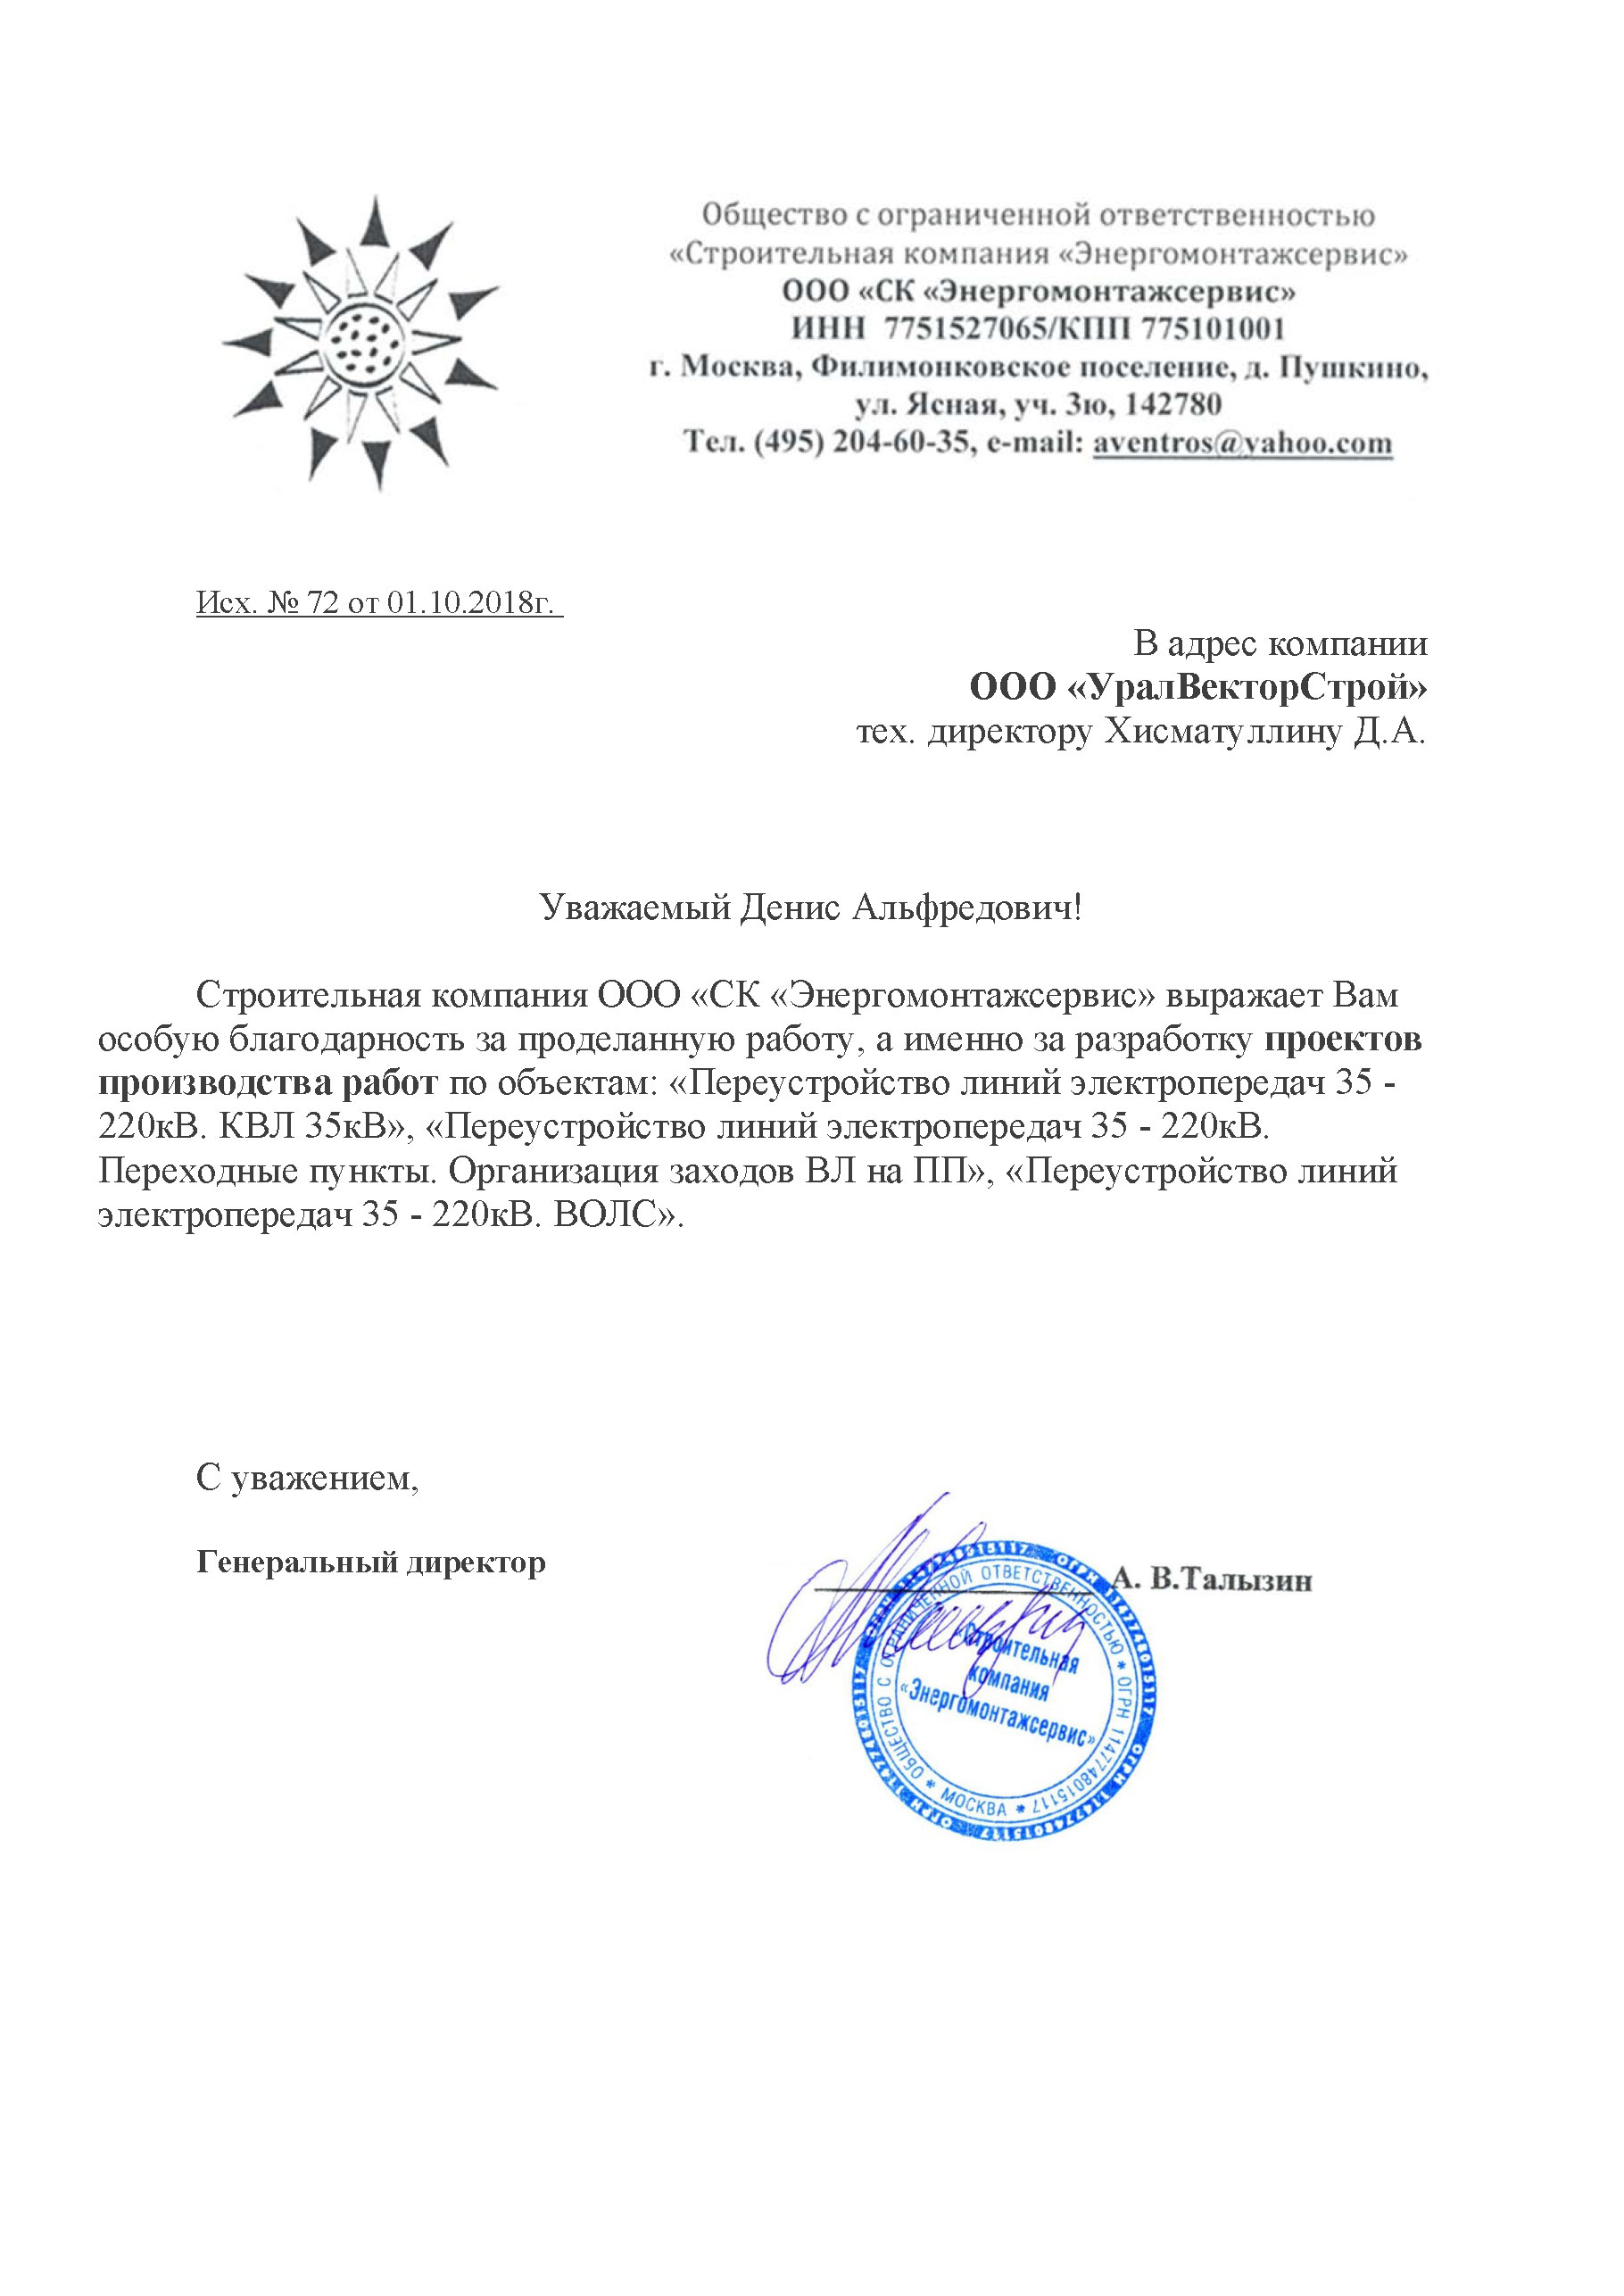 Общество с ограниченной ответственностью
«Строительная компания «Энергомонтажсервис»
ООО «СК «Энергомонтажсервис»
ИНН 7751527065/КПП 775101001
г. Москва, Филимонковское поселение, д. Пушкино,
ул. Ясная, уч. 3ю, 142780
Тел. (495) 204-60-35, e-mail: aventros@yahoo.com
Исх. № 72 от 01.10.2018г.
В адрес компании
ООО «УралВекторСтрой»
тех. директору Хисматуллину Д.А.
Уважаемый Денис Альфредович!
Строительная компания ООО «СК «Энергомонтажсервис» выражает Вам
особую благодарность за проделанную работу, а именно за разработку проектов
производства работ по объектам: «Переустройство линий электропередач 35 -
220кВ. КВЛ 35кВ», «Переустройство линий электропередач 35 - 220кВ.
Переходные пункты. Организация заходов ВЛ на ПП», «Переустройство линий
электропередач 35 - 220кВ. ВОЛС».
С уважением,
Генеральный директор
А. В.Талызин
ОБЩЕСТВО С ОГРАНИЧЕННОЙ ОТВЕТСТВЕННОСТЬЮ * ОГРН 1147748015117 * МОСКВА *
«Строительная
компания
«Энергомонтажсервис»